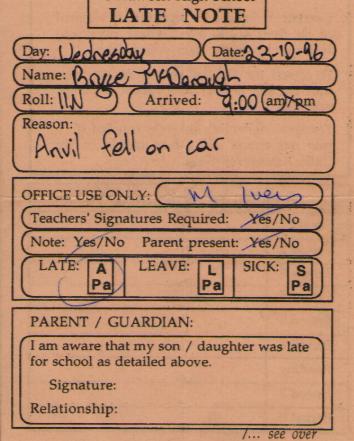 LATE NOTE
Day: Wednesday Date: 23-10-96
Name: Bryce McDonough
Roll: 11N Arrived: 9:00 am/pm
Reason:
Anvil fell on car
OFFICE USE ONLY: M Ivers
Teachers' Signatures Required: Yes/No
Note: Yes/No Parent present: Yes/No
LATE: A Pa LEAVE: L Pa SICK: S Pa
PARENT / GUARDIAN:
I am aware that my son / daughter was late
for school as detailed above.
Signature:
Relationship:
/... see over